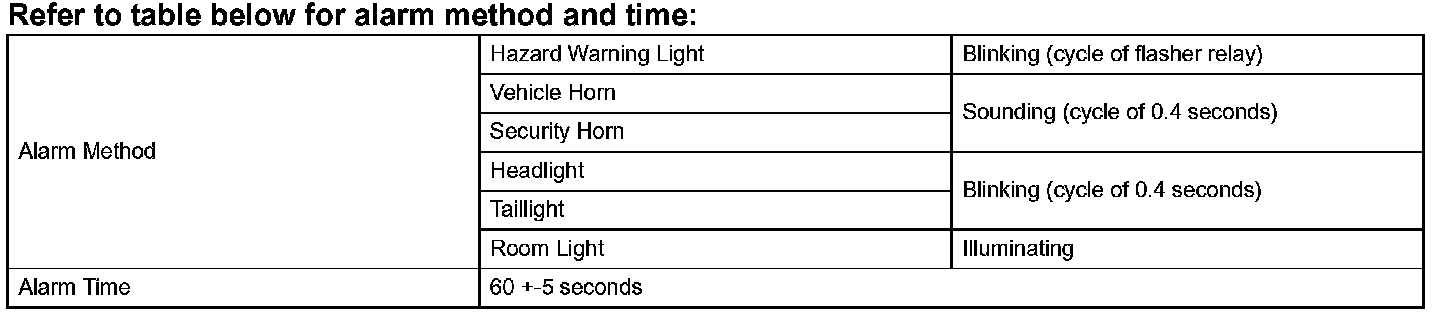 Refer to table below for alarm method and time:
Alarm Method
Hazard Warning Light
Blinking (cycle of flasher relay)
Vehicle Horn
Security Horn
Sounding (cycle of 0.4 seconds)
Headlight
Taillight
Blinking (cycle of 0.4 seconds)
Room Light
Illuminating
Alarm Time
60 +-5 seconds